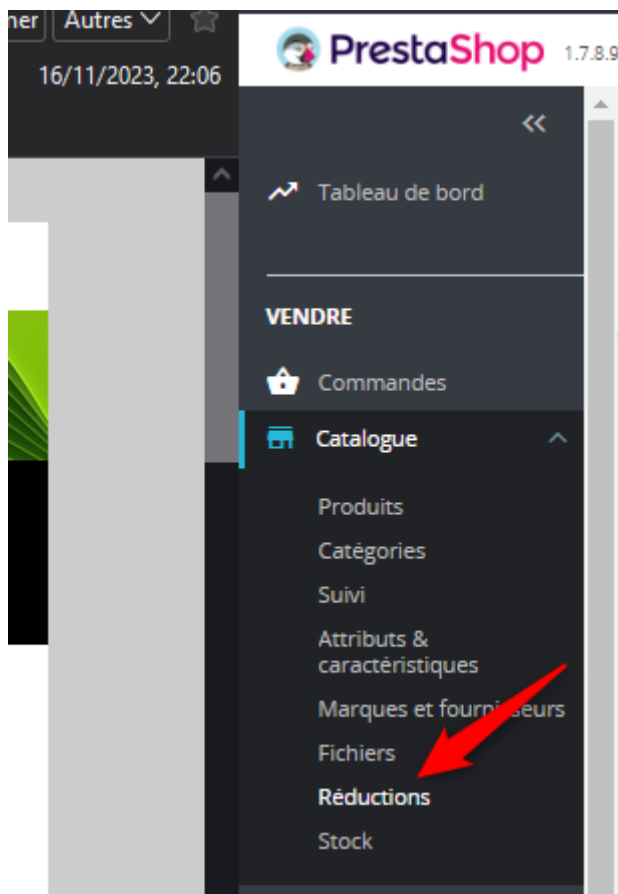 Autres
16/11/2023, 22:06
PrestaShop 1.7.8.9
Tableau de bord
VENDRE
Commandes
Catalogue
Produits
Catégories
Suivi
Attributs &
caractéristiques
Marques et fournisseurs
Fichiers
Réductions
Stock